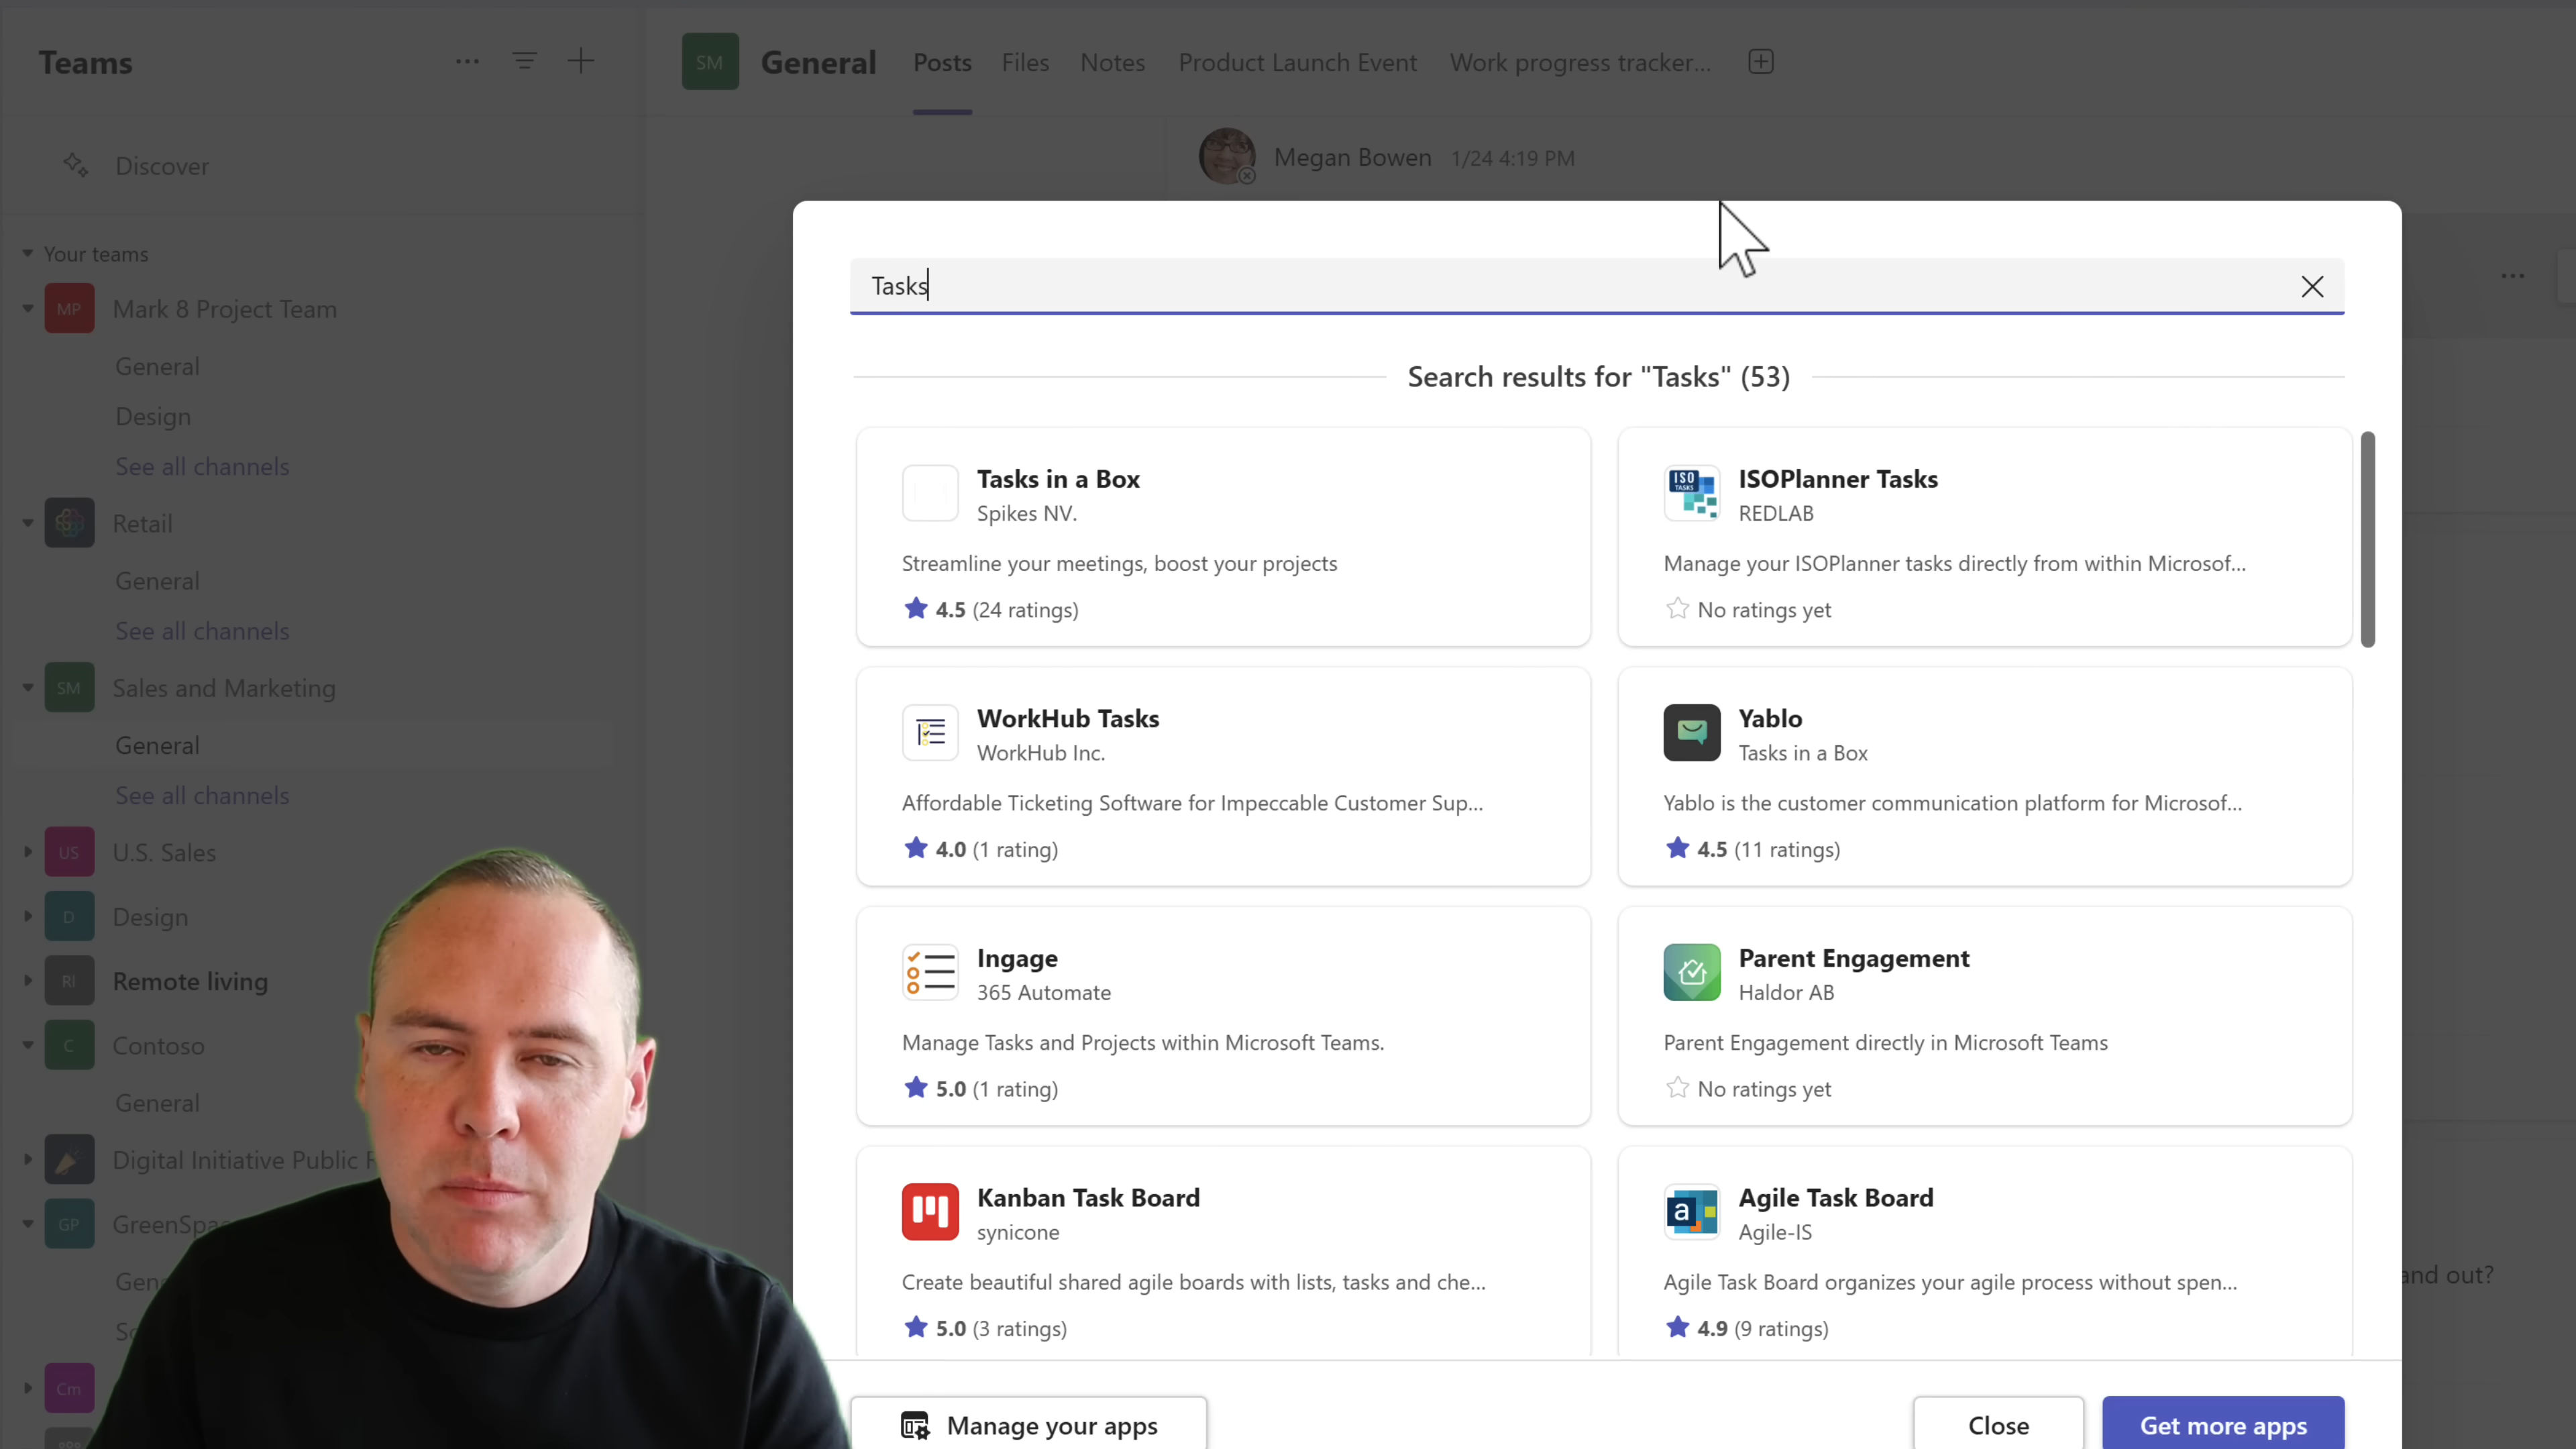 Teams
SM
General
Posts
Files
Notes
Product Launch Event
Work progress tracker...
Discover
Megan Bowen 1/24 4:19 PM
Your teams
MP
Mark 8 Project Team
General
Design
See all channels
Retail
General
See all channels
SM
Sales and Marketing
General
See all channels
US
U.S. Sales
D
Design
RI
Remote living
C
Contoso
General
Digital Initiative Public
GP
Cm
Tasks
Search results for "Tasks" (53)
Tasks in a Box
Spikes NV.
Streamline your meetings, boost your projects
4.5 (24 ratings)
ISO
TASKS
ISOPlanner Tasks
REDLAB
Manage your ISOPlanner tasks directly from within Microsof...
No ratings yet
WorkHub Tasks
WorkHub Inc.
Affordable Ticketing Software for Impeccable Customer Sup...
4.0 (1 rating)
Yablo
Tasks in a Box
Yablo is the customer communication platform for Microsof...
4.5 (11 ratings)
Ingage
365 Automate
Manage Tasks and Projects within Microsoft Teams.
5.0 (1 rating)
Parent Engagement
Haldor AB
Parent Engagement directly in Microsoft Teams
No ratings yet
Kanban Task Board
synicone
Create beautiful shared agile boards with lists, tasks and che...
5.0 (3 ratings)
a
Agile Task Board
Agile-IS
Agile Task Board organizes your agile process without spen...
4.9 (9 ratings)
and out?
Manage your apps
Close
Get more apps